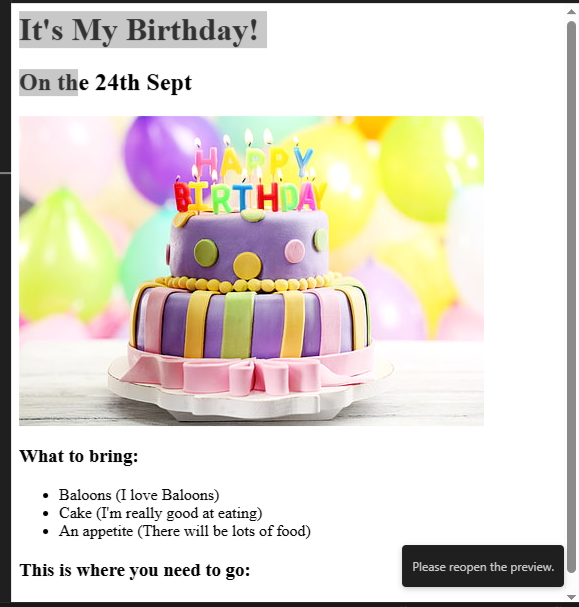 It's My Birthday!
On the 24th Sept
HAPPY
BIRTHDAY
What to bring:
Baloons (I love Baloons)
Cake (I'm really good at eating)
An appetite (There will be lots of food)
This is where you need to go:
Please reopen the preview.